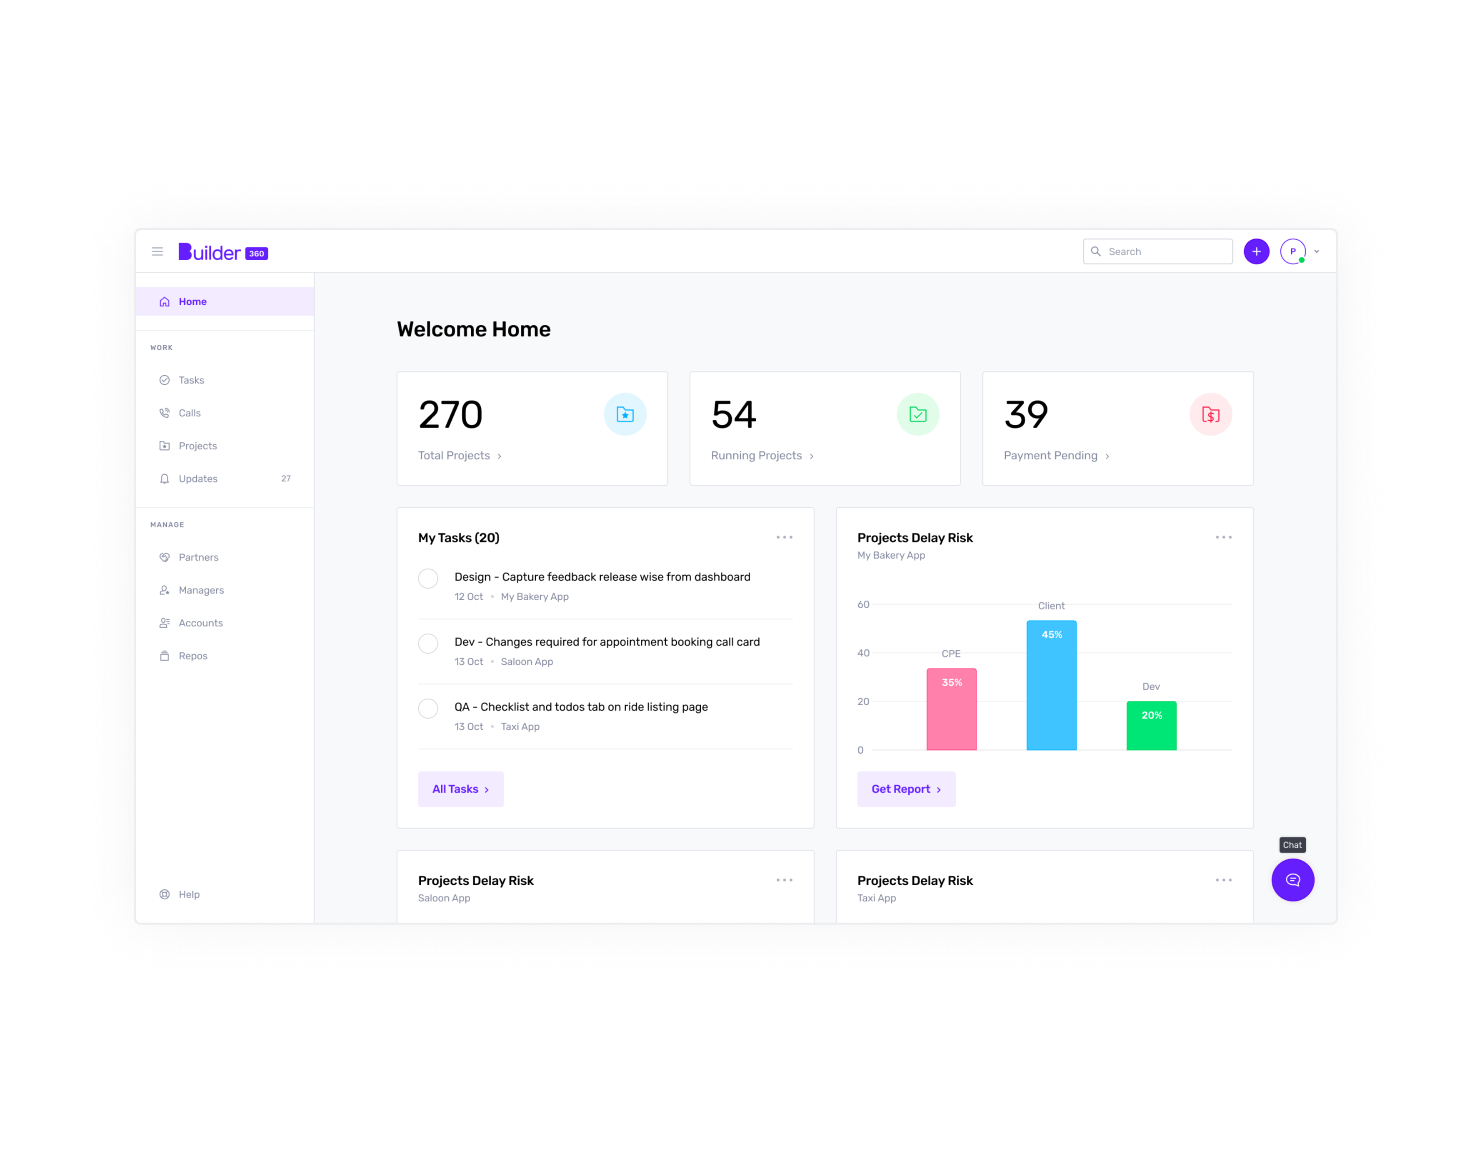 Builder 360
Search
P
Home
WORK
Tasks
Calls
Projects
Updates 27
MANAGE
Partners
Managers
Accounts
Repos
Help
Welcome Home
270
Total Projects
54
Running Projects
39
Payment Pending
My Tasks (20)
Design - Capture feedback release wise from dashboard
12 Oct • My Bakery App
Dev - Changes required for appointment booking call card
13 Oct • Saloon App
QA - Checklist and todos tab on ride listing page
13 Oct • Taxi App
All Tasks
Projects Delay Risk
My Bakery App
60
40
20
0
CPE
35%
Client
45%
Dev
20%
Get Report
Projects Delay Risk
Saloon App
Projects Delay Risk
Taxi App
Chat